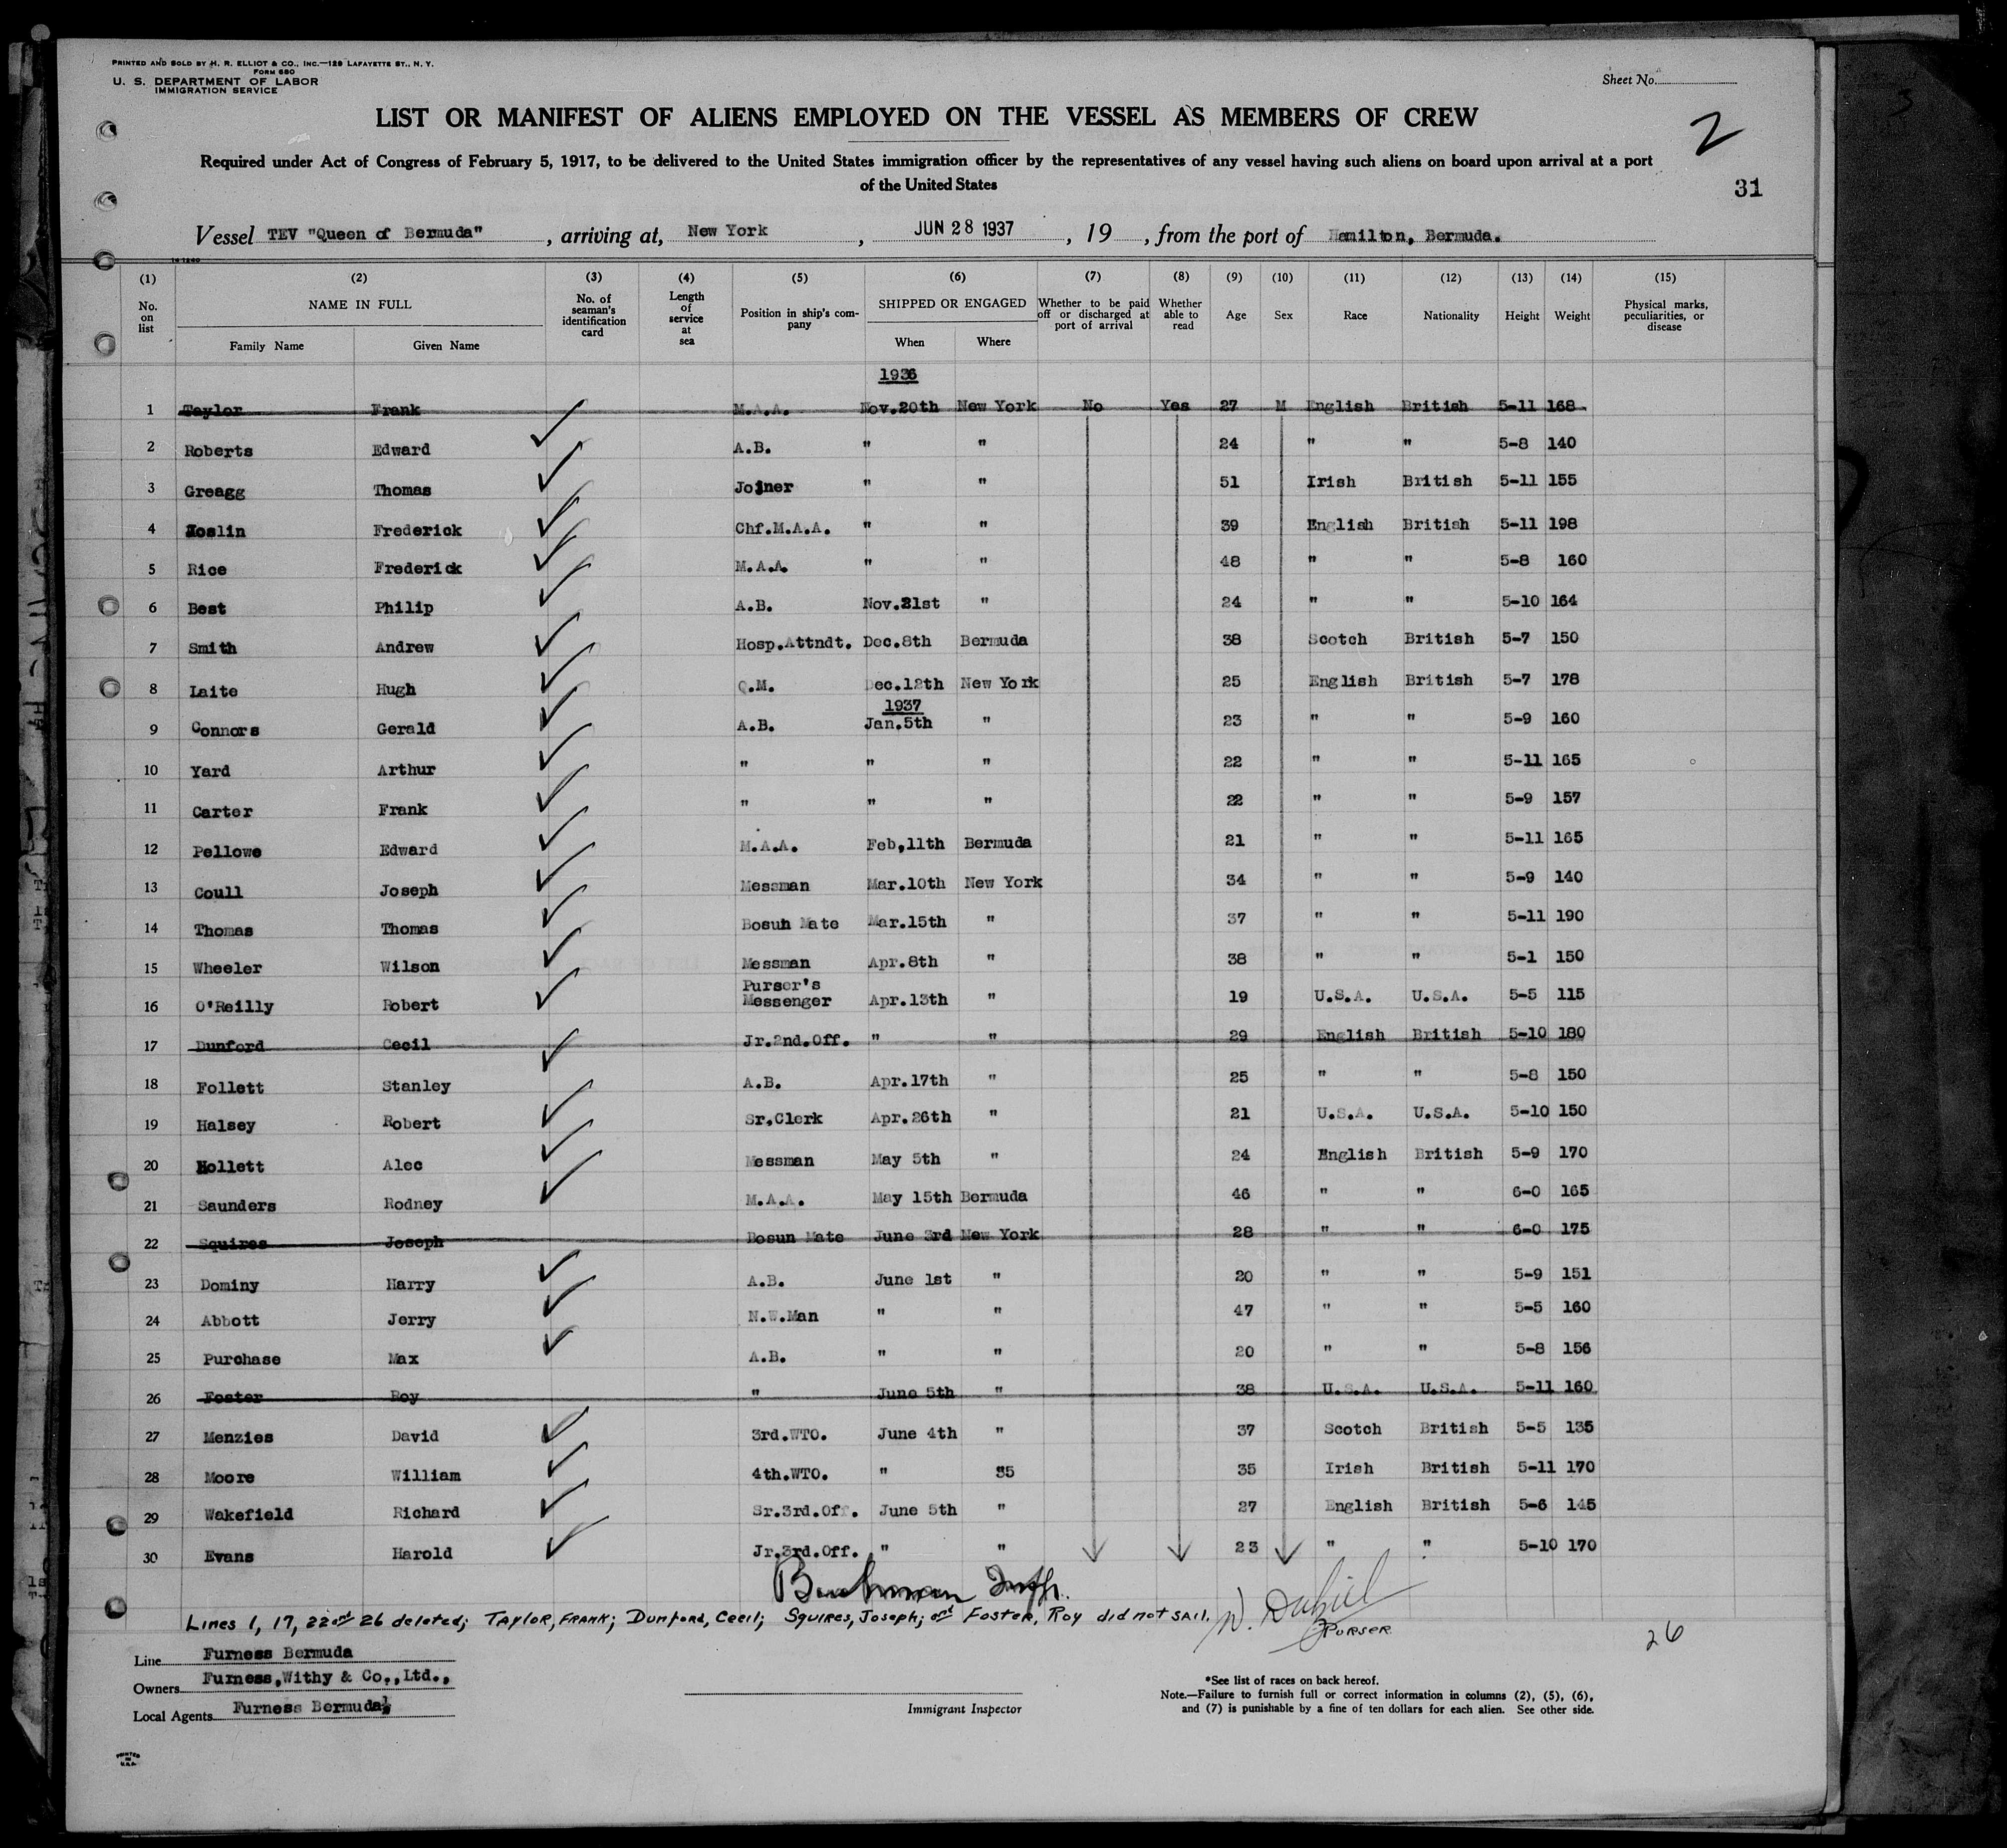 PRINTED AND SOLD BY H. R. ELLIOT & CO., INC.—129 LAFAYETTE ST., N. Y.
FORM 680
U. S. DEPARTMENT OF LABOR
IMMIGRATION SERVICE
Sheet No.
LIST OR MANIFEST OF ALIENS EMPLOYED ON THE VESSEL AS MEMBERS OF CREW
2
Required under Act of Congress of February 5, 1917, to be delivered to the United States immigration officer by the representatives of any vessel having such aliens on board upon arrival at a port
of the United States
31
Vessel TEV "Queen of Bermuda", arriving at, New York, JUN 28 1937, 19 , from the port of Hamilton, Bermuda.
(1) (2) (3) (4) (5) (6) (7) (8) (9) (10) (11) (12) (13) (14) (15)
No. on list NAME IN FULL Family Name Given Name No. of seaman's identification card Length of service at sea Position in ship's company SHIPPED OR ENGAGED When Where Whether to be paid off or discharged at port of arrival Whether able to read Age Sex Race Nationality Height Weight Physical marks, peculiarities, or disease
1936
1 Taylor Frank M.A.A. Nov.20th New York No Yes 27 M English British 5-11 168
2 Roberts Edward A.B. " " 24 " " 5-8 140
3 Greagg Thomas Joiner " " 51 Irish British 5-11 155
4 Joslin Frederick Chf.M.A.A. " " 39 English British 5-11 198
5 Rice Frederick M.A.A. " " 48 " " 5-8 160
6 Best Philip A.B. Nov.21st " 24 " " 5-10 164
7 Smith Andrew Hosp.Attndt. Dec.8th Bermuda 38 Scotch British 5-7 150
8 Laite Hugh Q.M. Dec.12th New York 25 English British 5-7 178
1937
9 Connors Gerald A.B. Jan.5th " 23 " " 5-9 160
10 Yard Arthur " " " 22 " " 5-11 165
11 Carter Frank " " " 22 " " 5-9 157
12 Pellowe Edward M.A.A. Feb,11th Bermuda 21 " " 5-11 165
13 Coull Joseph Messman Mar.10th New York 34 " " 5-9 140
14 Thomas Thomas Bosun Mate Mar.15th " 37 " " 5-11 190
15 Wheeler Wilson Messman Apr.8th " 38 " " 5-1 150
16 O'Reilly Robert Purser's Messenger Apr.13th " 19 U.S.A. U.S.A. 5-5 115
17 Dunford Cecil Jr.2nd.Off. " " 29 English British 5-10 180
18 Follett Stanley A.B. Apr.17th " 25 " " 5-8 150
19 Halsey Robert Sr.Clerk Apr.26th " 21 U.S.A. U.S.A. 5-10 150
20 Hollett Alec Messman May 5th " 24 English British 5-9 170
21 Saunders Rodney M.A.A. May 15th Bermuda 46 " " 6-0 165
22 Squires Joseph Bosun Mate June 3rd New York 28 " " 6-0 175
23 Dominy Harry A.B. June 1st " 20 " " 5-9 151
24 Abbott Jerry N.W.Man " " 47 " " 5-5 160
25 Purchase Max A.B. " " 20 " " 5-8 156
26 Foster Roy " June 5th " 38 U.S.A. U.S.A. 5-11 160
27 Menzies David 3rd.WTO. June 4th " 37 Scotch British 5-5 135
28 Moore William 4th.WTO. " 35 35 Irish British 5-11 170
29 Wakefield Richard Sr.3rd.Off. June 5th " 27 English British 5-6 145
30 Evans Harold Jr.3rd.Off. " " 23 " " 5-10 170
Lines 1, 17, 22 and 26 deleted; Taylor, Frank; Dunford, Cecil; Squires, Joseph; and Foster, Roy did not sail.
Purser
26
Line Furness Bermuda
Owners Furness,Withy & Co.,Ltd.,
Local Agents Furness Bermuda
Immigrant Inspector
*See list of races on back hereof.
Note.—Failure to furnish full or correct information in columns (2), (5), (6),
and (7) is punishable by a fine of ten dollars for each alien. See other side.
PRINTED
IN
U.S.A.